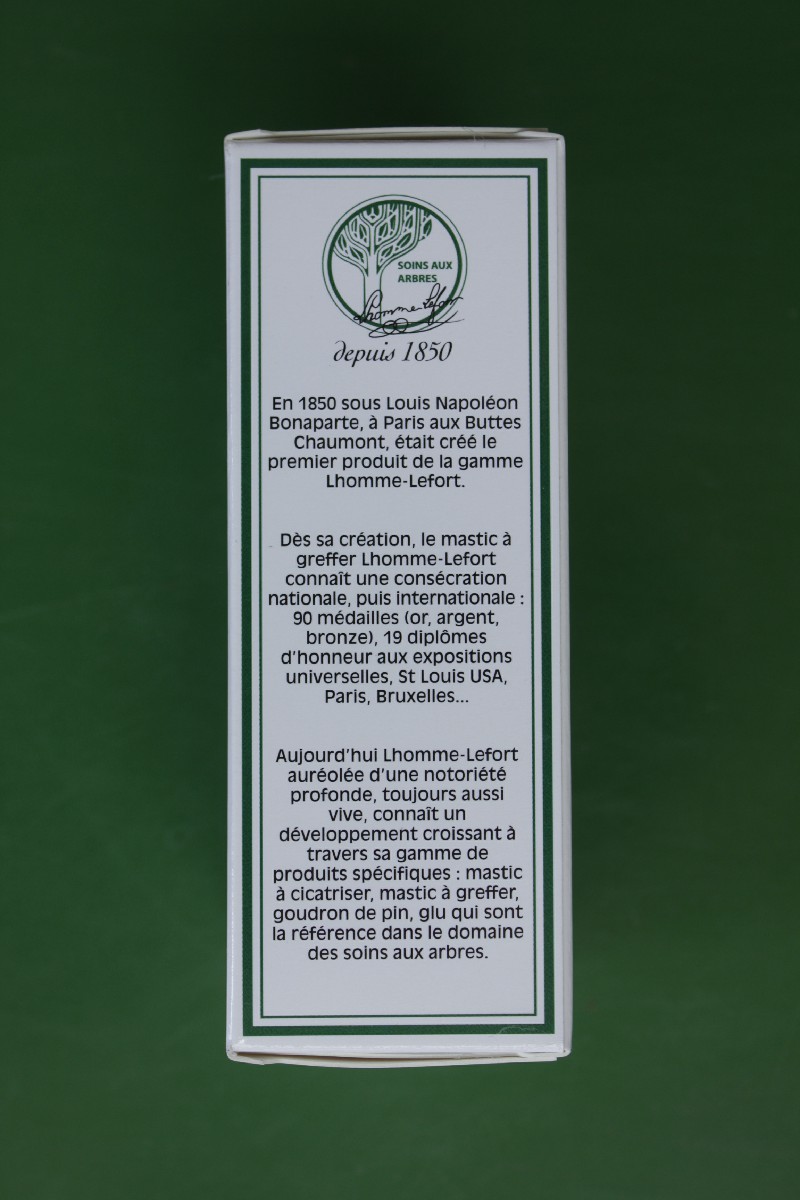 SOINS AUX
ARBRES
Lhomme-Lefort
depuis 1850
En 1850 sous Louis Napoléon
Bonaparte, à Paris aux Buttes
Chaumont, était créé le
premier produit de la gamme
Lhomme-Lefort.
Dès sa création, le mastic à
greffer Lhomme-Lefort
connaît une consécration
nationale, puis internationale :
90 médailles (or, argent,
bronze), 19 diplômes
d'honneur aux expositions
universelles, St Louis USA,
Paris, Bruxelles...
Aujourd'hui Lhomme-Lefort
auréolée d'une notoriété
profonde, toujours aussi
vive, connaît un
développement croissant à
travers sa gamme de
produits spécifiques : mastic
à cicatriser, mastic à greffer,
goudron de pin, glu qui sont
la référence dans le domaine
des soins aux arbres.